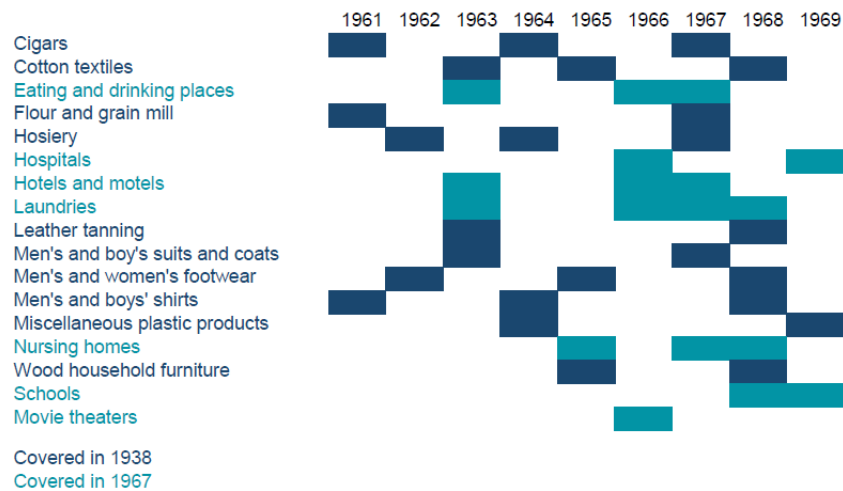 1961 1962 1963 1964 1965 1966 1967 1968 1969
Cigars
Cotton textiles
Eating and drinking places
Flour and grain mill
Hosiery
Hospitals
Hotels and motels
Laundries
Leather tanning
Men's and boy's suits and coats
Men's and women's footwear
Men's and boys' shirts
Miscellaneous plastic products
Nursing homes
Wood household furniture
Schools
Movie theaters
Covered in 1938
Covered in 1967